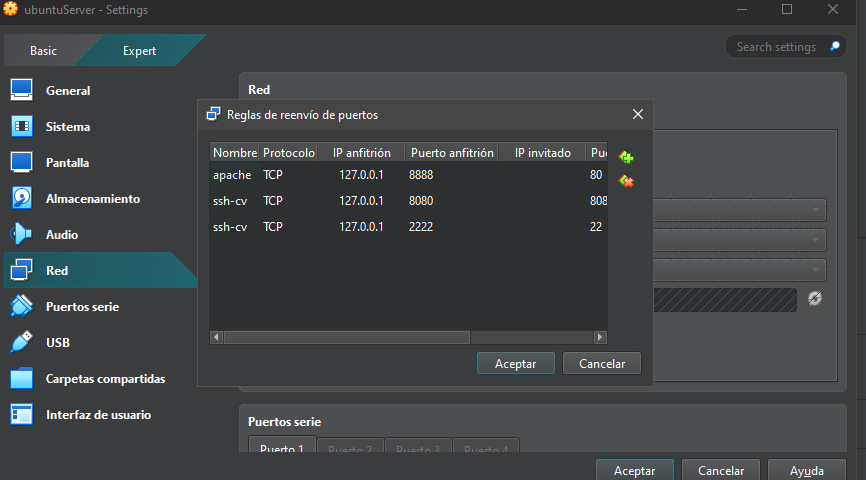 ubuntuServer - Settings
Basic Expert Search settings
General
Sistema
Pantalla
Almacenamiento
Audio
Red
Puertos serie
USB
Carpetas compartidas
Interfaz de usuario
Red
Reglas de reenvío de puertos
Nombre Protocolo IP anfitrión Puerto anfitrión IP invitado Pue
apache TCP 127.0.0.1 8888 80
ssh-cv TCP 127.0.0.1 8080 808
ssh-cv TCP 127.0.0.1 2222 22
Aceptar Cancelar
Puertos serie
Puerto 1 Puerto 2 Puerto 3 Puerto 4
Aceptar Cancelar Ayuda